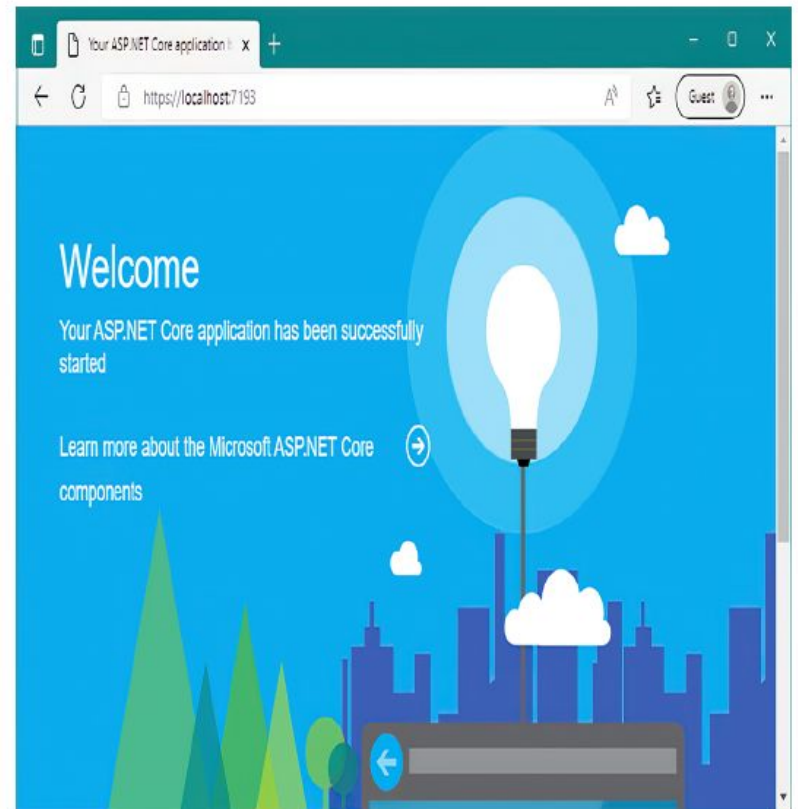 Your ASP.NET Core application
https://localhost:7193
Guest
Welcome
Your ASP.NET Core application has been successfully
started
Learn more about the Microsoft ASP.NET Core
components